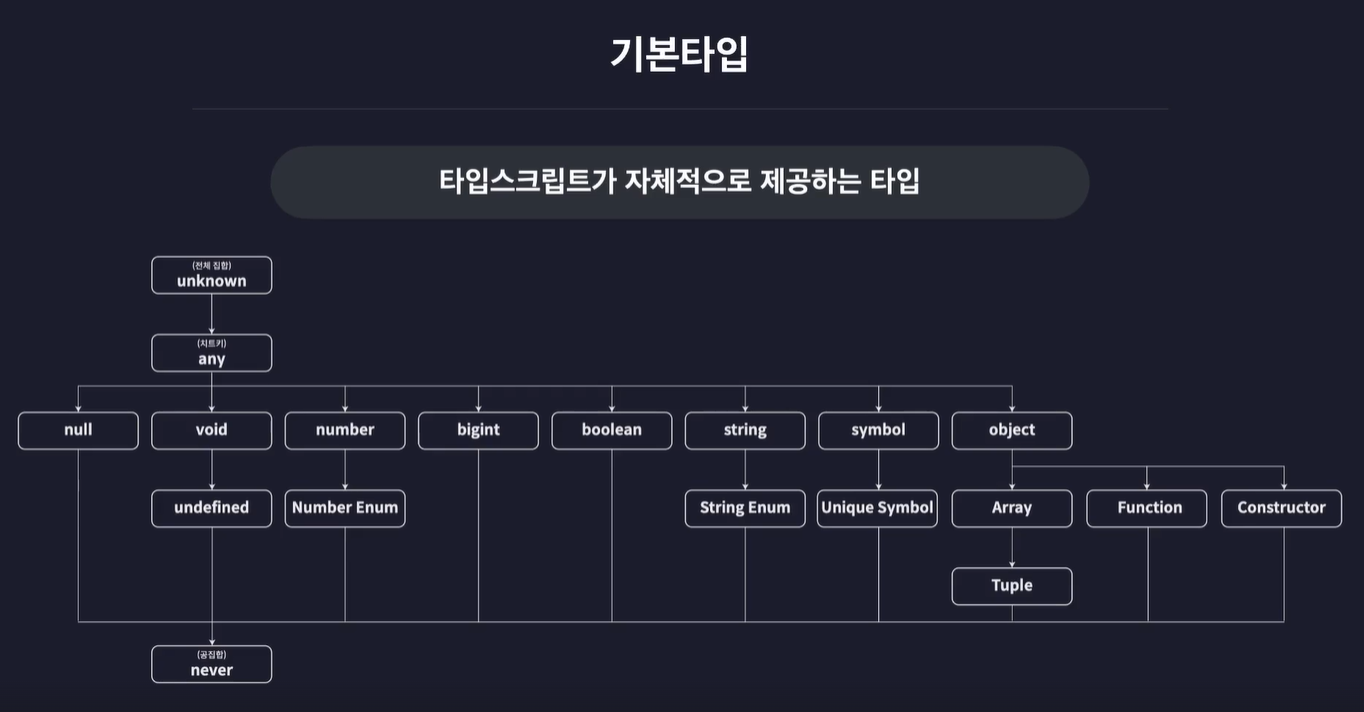 기본타입
타입스크립트가 자체적으로 제공하는 타입
(전체 집합)
unknown
(치트키)
any
null
void
number
bigint
boolean
string
symbol
object
undefined
Number Enum
String Enum
Unique Symbol
Array
Function
Constructor
Tuple
(공집합)
never